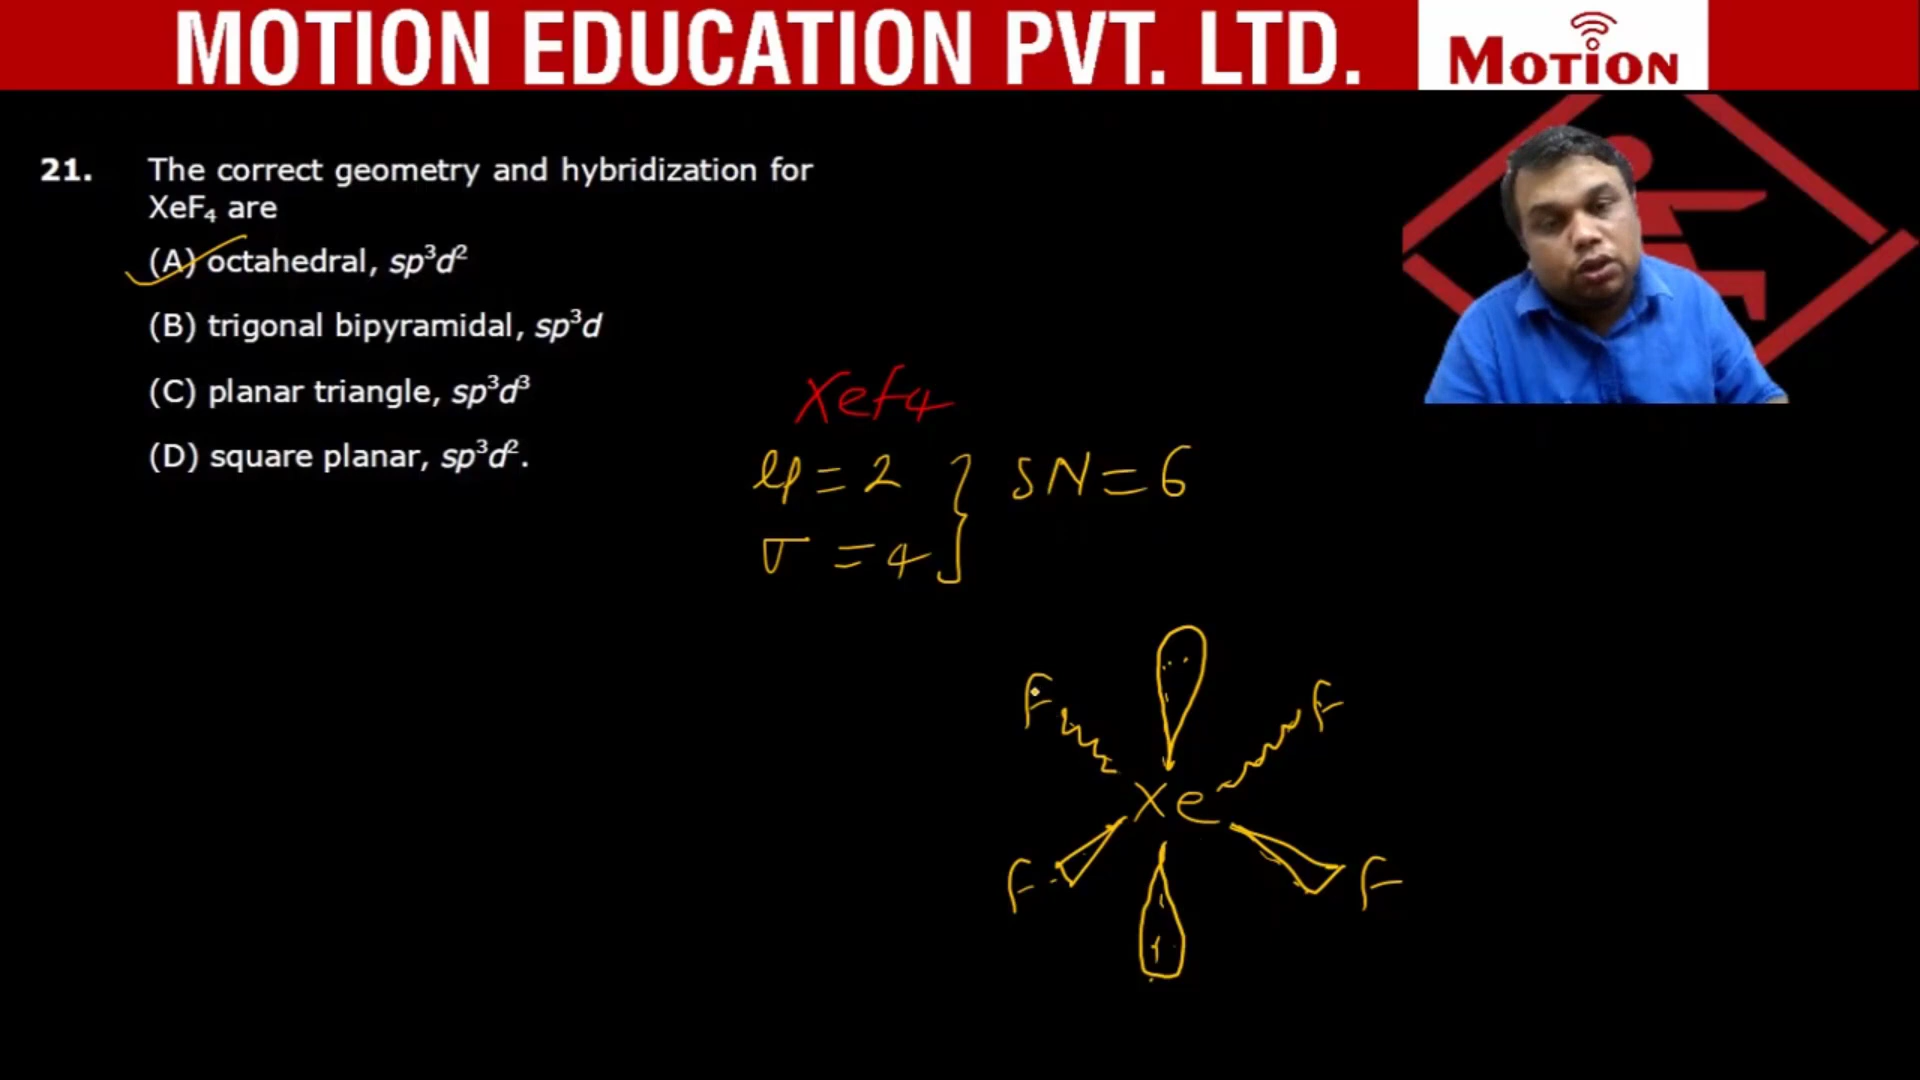 MOTION EDUCATION PVT. LTD.
MOTION
21. The correct geometry and hybridization for
XeF₄ are
(A) octahedral, sp³d²
(B) trigonal bipyramidal, sp³d
(C) planar triangle, sp³d³
(D) square planar, sp³d².
XeF4
lp = 2 } SN = 6
σ = 4
F F
Xe
F F